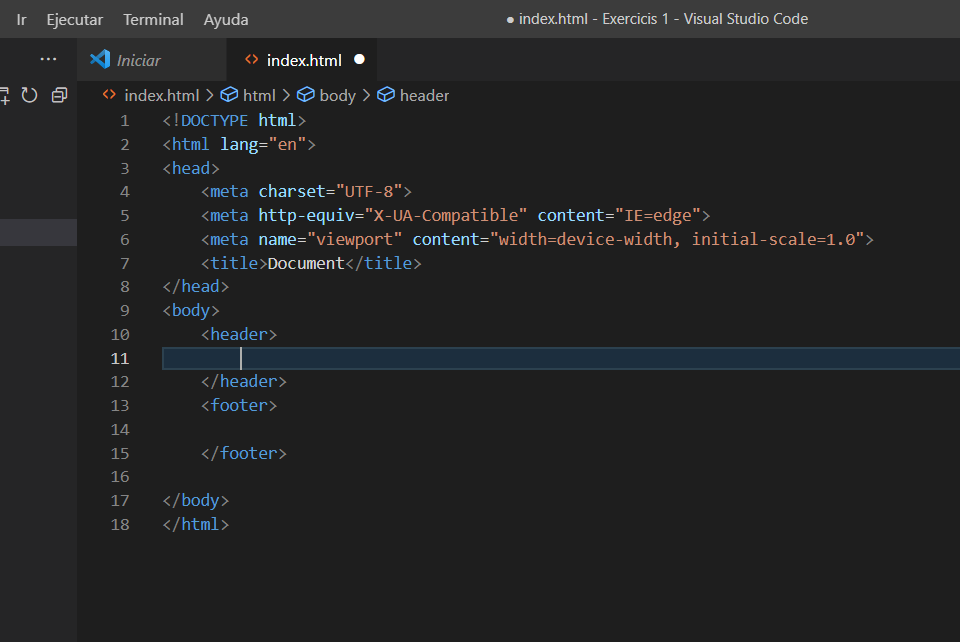 Ir Ejecutar Terminal Ayuda ● index.html - Exercicis 1 - Visual Studio Code
Iniciar index.html
index.html > html > body > header
1 <!DOCTYPE html>
2 <html lang="en">
3 <head>
4     <meta charset="UTF-8">
5     <meta http-equiv="X-UA-Compatible" content="IE=edge">
6     <meta name="viewport" content="width=device-width, initial-scale=1.0">
7     <title>Document</title>
8 </head>
9 <body>
10     <header>
11
12     </header>
13     <footer>
14
15     </footer>
16
17 </body>
18 </html>